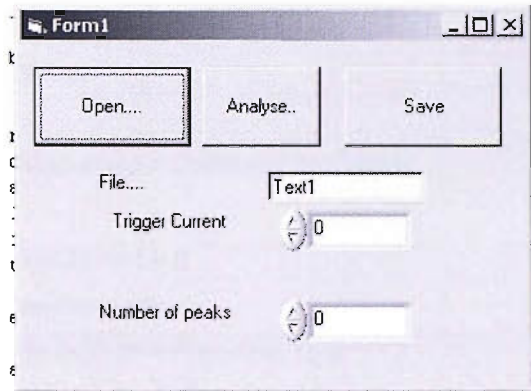 Form1
Open.... Analyse.. Save
File.... Text1
Trigger Current 0
Number of peaks 0